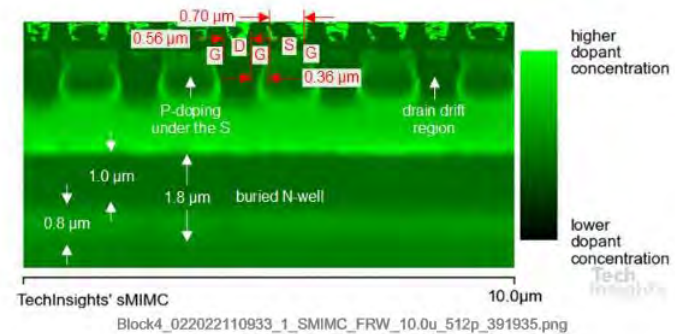 0.70 µm
higher
dopant
concentration
0.56 µm
D
S
G
G
G
0.36 µm
P-doping
under the S
drain drift
region
1.0 µm
1.8 µm
buried N-well
0.8 µm
lower
dopant
concentration
Tech
Insights
TechInsights' sMIMC
10.0µm
Block4_022022110933_1_SMIMC_FRW_10.0u_512p_391935.png